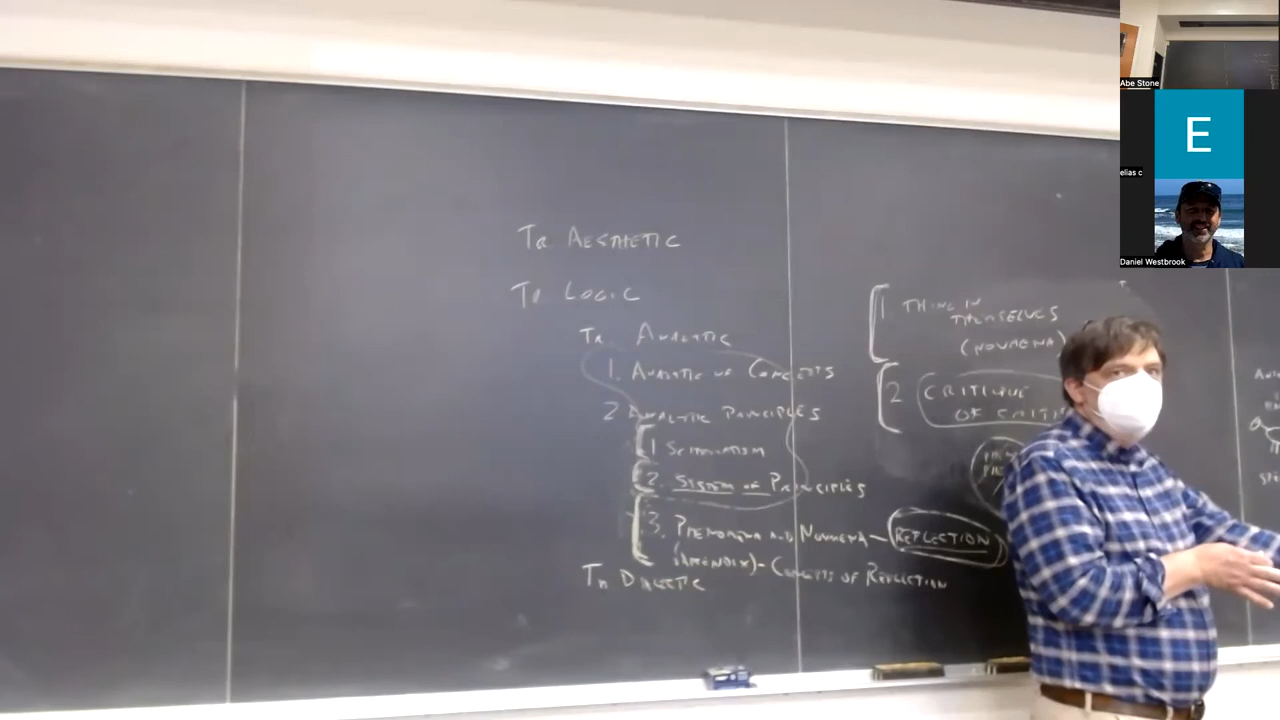 Abe Stone
E
elias c
Daniel Westbrook
Tr AESTHETIC
Tr LOGIC
Tr. ANALYTIC
1. ANALYTIC OF CONCEPTS
2 ANALYTIC PRINCIPLES
1 SCHEMATISM
2. SYSTEM OF PRINCIPLES
3. PHENOMENA AND NOUMENA — REFLECTION
(APPENDIX) - CONCEPTS OF REFLECTION
Tr DIALECTIC
1 THING IN
THEMSELVES
(NOUMENA)
2 CRITIQUE
OF